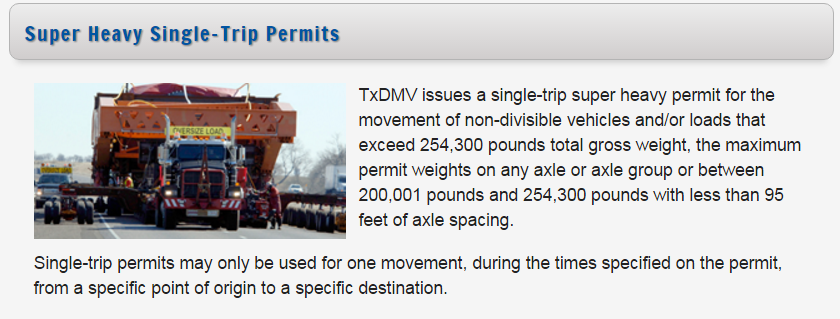 Super Heavy Single-Trip Permits
OVERSIZE LOAD
TxDMV issues a single-trip super heavy permit for the
movement of non-divisible vehicles and/or loads that
exceed 254,300 pounds total gross weight, the maximum
permit weights on any axle or axle group or between
200,001 pounds and 254,300 pounds with less than 95
feet of axle spacing.
Single-trip permits may only be used for one movement, during the times specified on the permit,
from a specific point of origin to a specific destination.